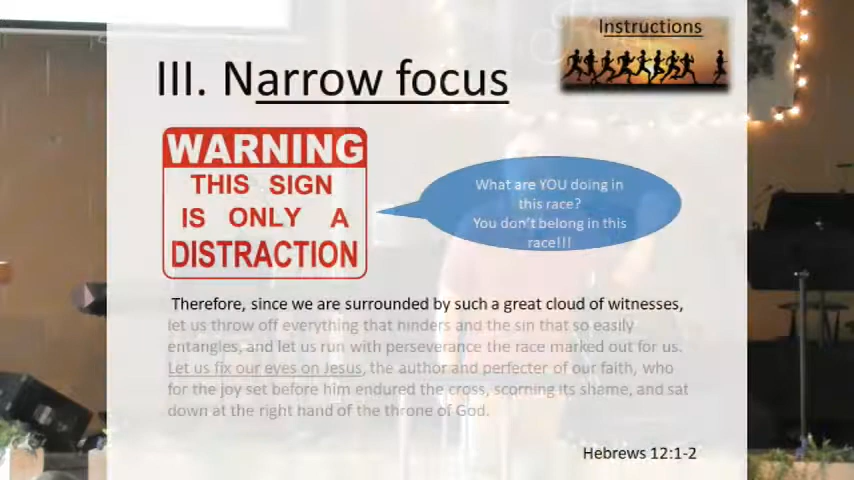 Instructions
III. Narrow focus
WARNING
THIS SIGN
IS ONLY A
DISTRACTION
What are YOU doing in
this race?
You don't belong in this
race!!!
Therefore, since we are surrounded by such a great cloud of witnesses,
let us throw off everything that hinders and the sin that so easily
entangles, and let us run with perseverance the race marked out for us.
Let us fix our eyes on Jesus, the author and perfecter of our faith, who
for the joy set before him endured the cross, scorning its shame, and sat
down at the right hand of the throne of God.
Hebrews 12:1-2